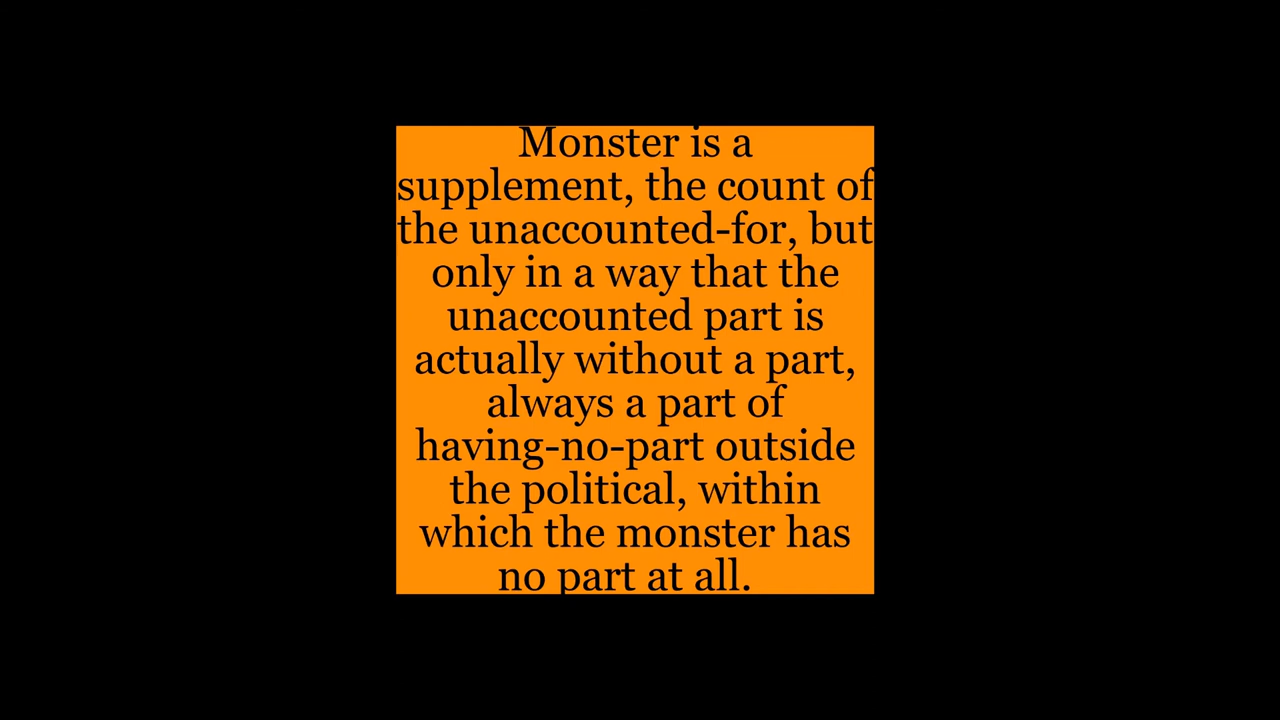 Monster is a
supplement, the count of
the unaccounted-for, but
only in a way that the
unaccounted part is
actually without a part,
always a part of
having-no-part outside
the political, within
which the monster has
no part at all.